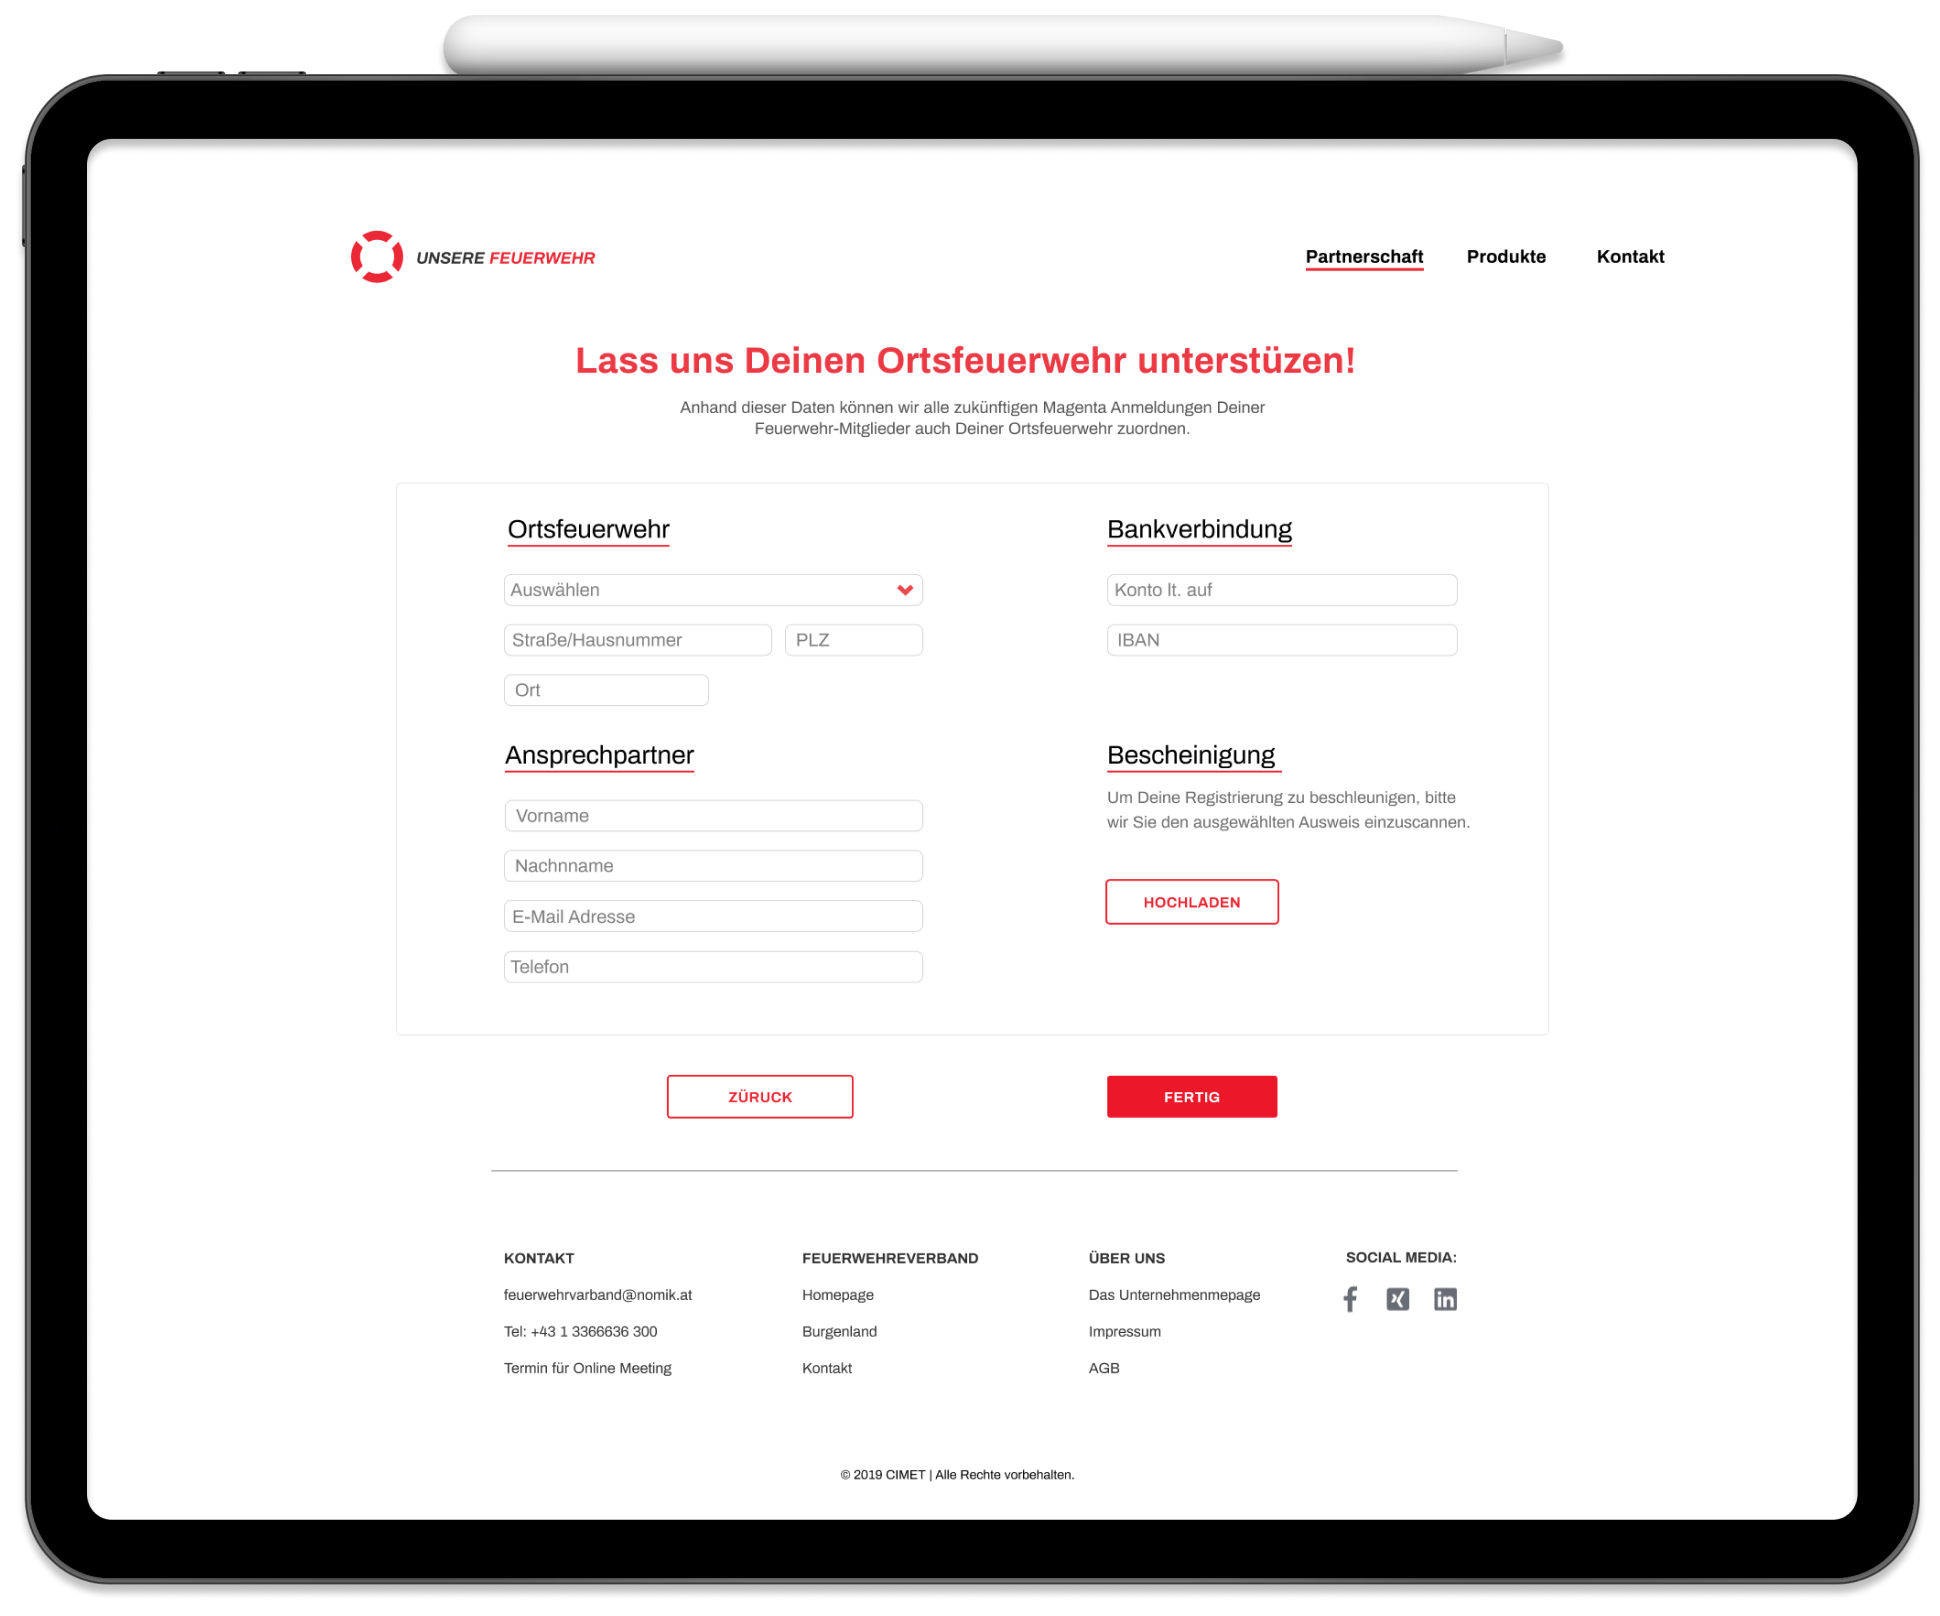 UNSERE FEUERWEHR
Partnerschaft Produkte Kontakt
Lass uns Deinen Ortsfeuerwehr unterstüzen!
Anhand dieser Daten können wir alle zukünftigen Magenta Anmeldungen Deiner
Feuerwehr-Mitglieder auch Deiner Ortsfeuerwehr zuordnen.
Ortsfeuerwehr
Auswählen
Straße/Hausnummer PLZ
Ort
Bankverbindung
Konto lt. auf
IBAN
Ansprechpartner
Vorname
Nachnname
E-Mail Adresse
Telefon
Bescheinigung
Um Deine Registrierung zu beschleunigen, bitte
wir Sie den ausgewählten Ausweis einzuscannen.
HOCHLADEN
ZÜRUCK FERTIG
KONTAKT
feuerwehrvarband@nomik.at
Tel: +43 1 3366636 300
Termin für Online Meeting
FEUERWEHREVERBAND
Homepage
Burgenland
Kontakt
ÜBER UNS
Das Unternehmenmepage
Impressum
AGB
SOCIAL MEDIA:
© 2019 CIMET | Alle Rechte vorbehalten.